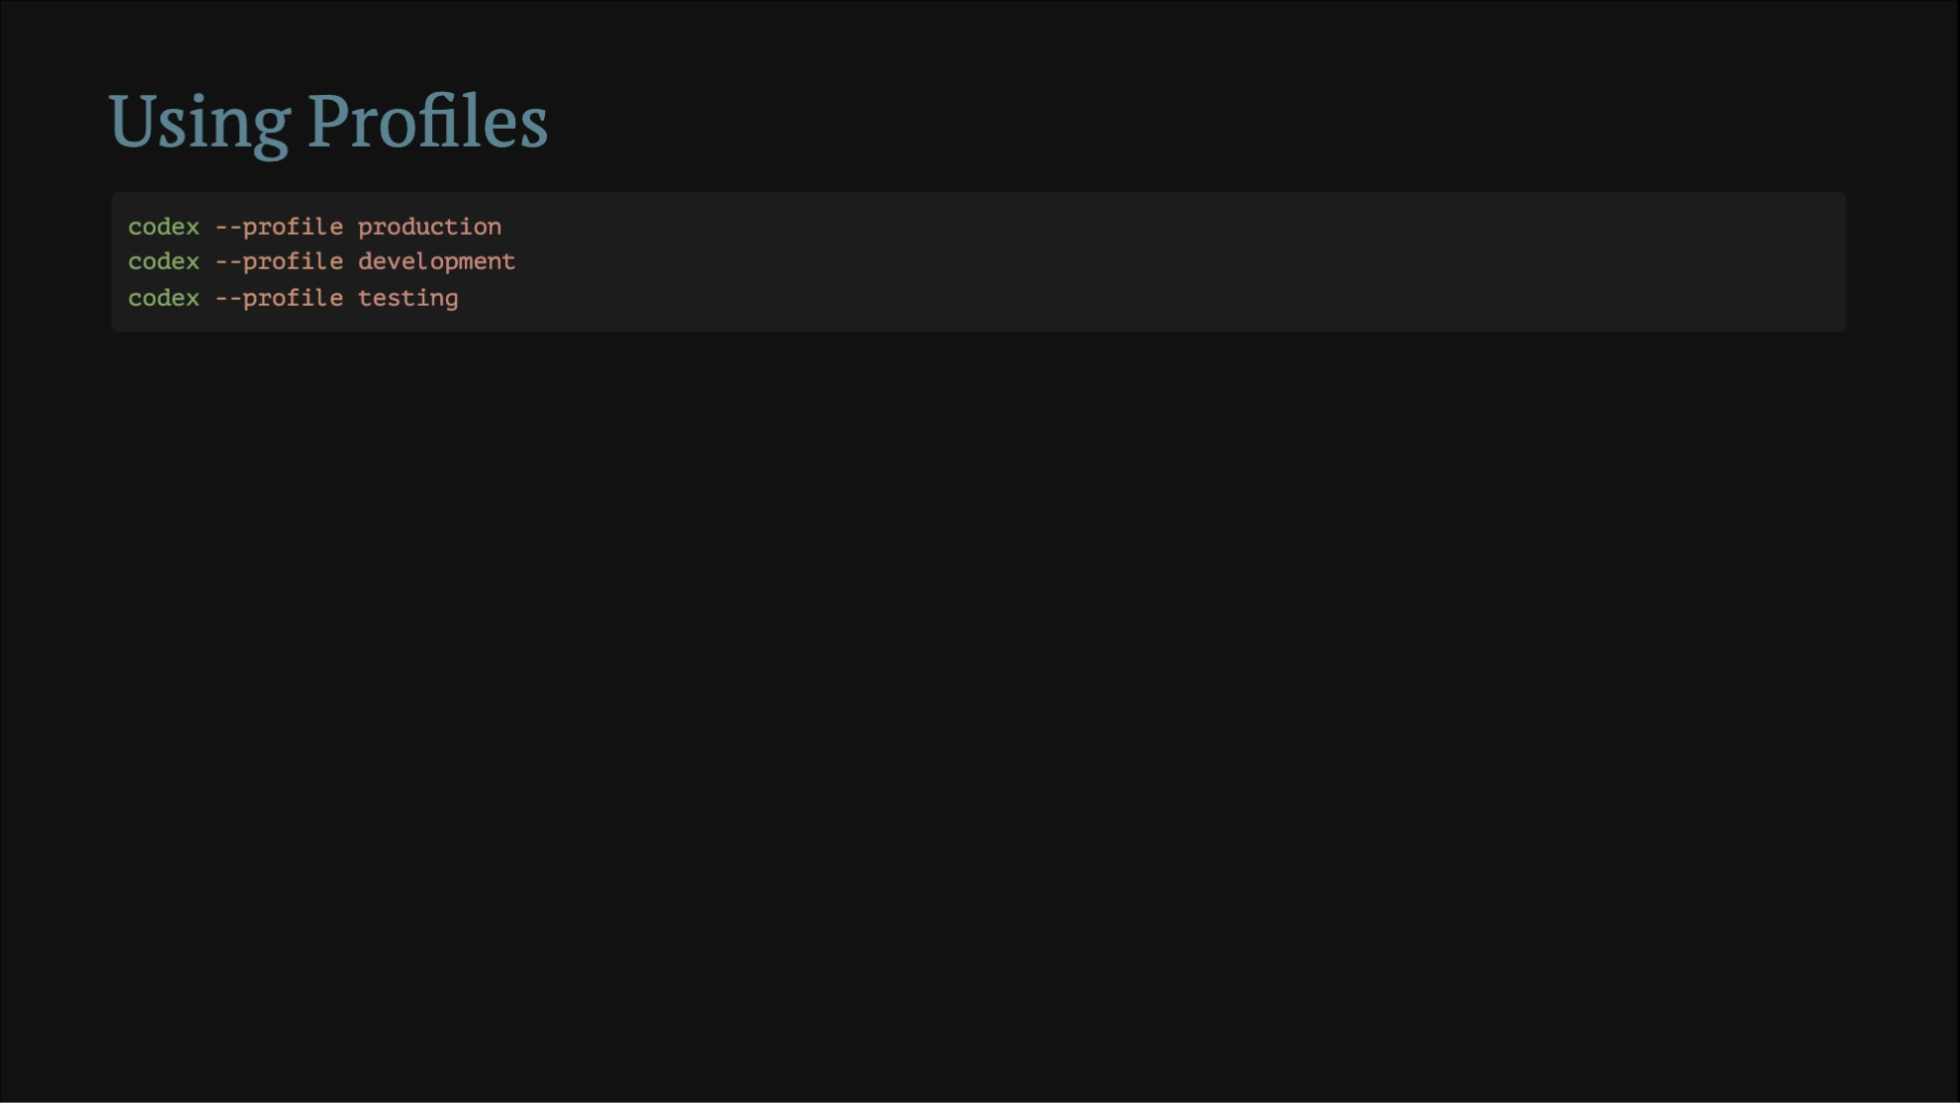 Using Profiles
codex --profile production
codex --profile development
codex --profile testing